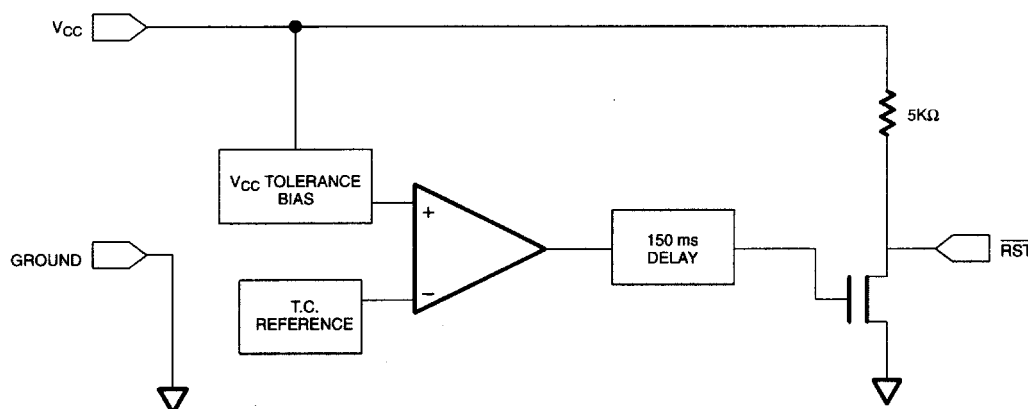 VCC
5KΩ
VCC TOLERANCE
BIAS
+
150 ms
DELAY
GROUND
RST
−
T.C.
REFERENCE